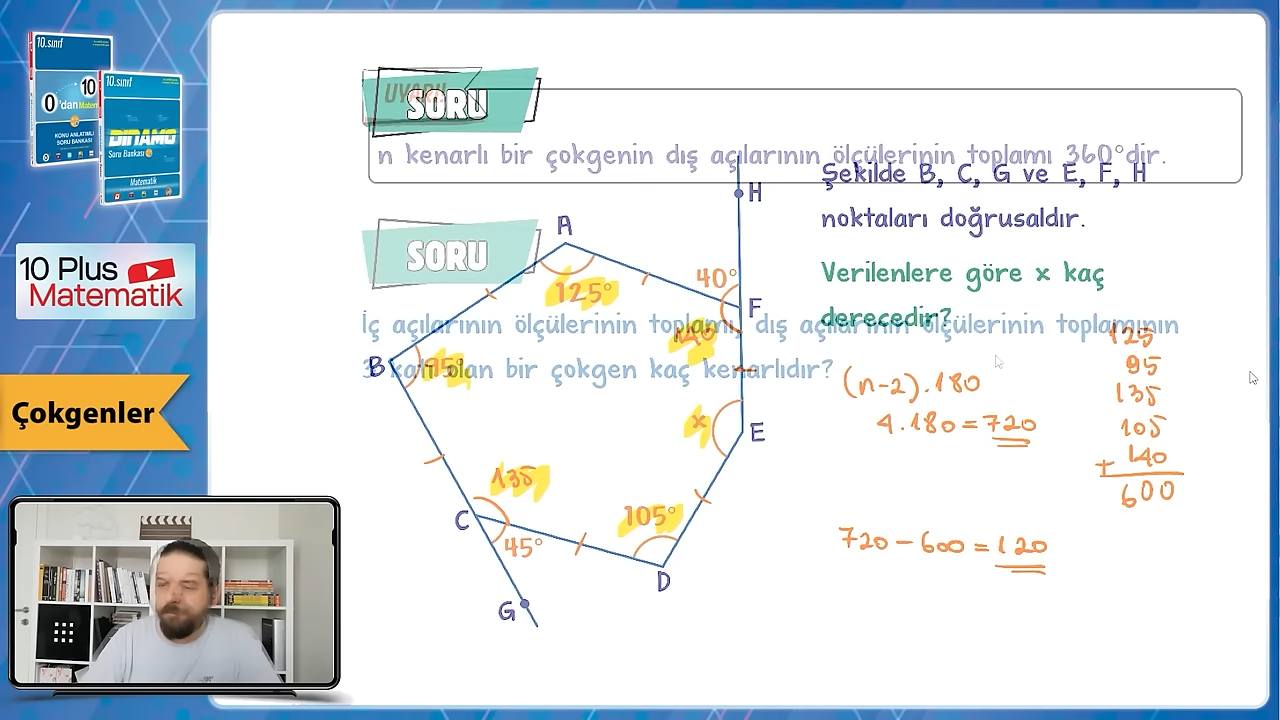 10.sınıf
0'dan 10
KONU ANLATIMLI
SORU BANKASI
10.sınıf
DİNAMO
Soru Bankası
Matematik
10 Plus
Matematik
Çokgenler
UYARI!
SORU
n kenarlı bir çokgenin dış açılarının ölçülerinin toplamı 360°dir.
SORU
İç açılarının ölçülerinin toplamı, dış açılarının ölçülerinin toplamının
3 katı olan bir çokgen kaç kenarlıdır?
Şekilde B, C, G ve E, F, H
noktaları doğrusaldır.
Verilenlere göre x kaç
derecedir?
H
A
40°
125°
F
140
B
95°
x
E
135
105°
C
45°
D
G
(n-2).180
4.180=720
125
95
135
105
+ 140
600
720-600=120